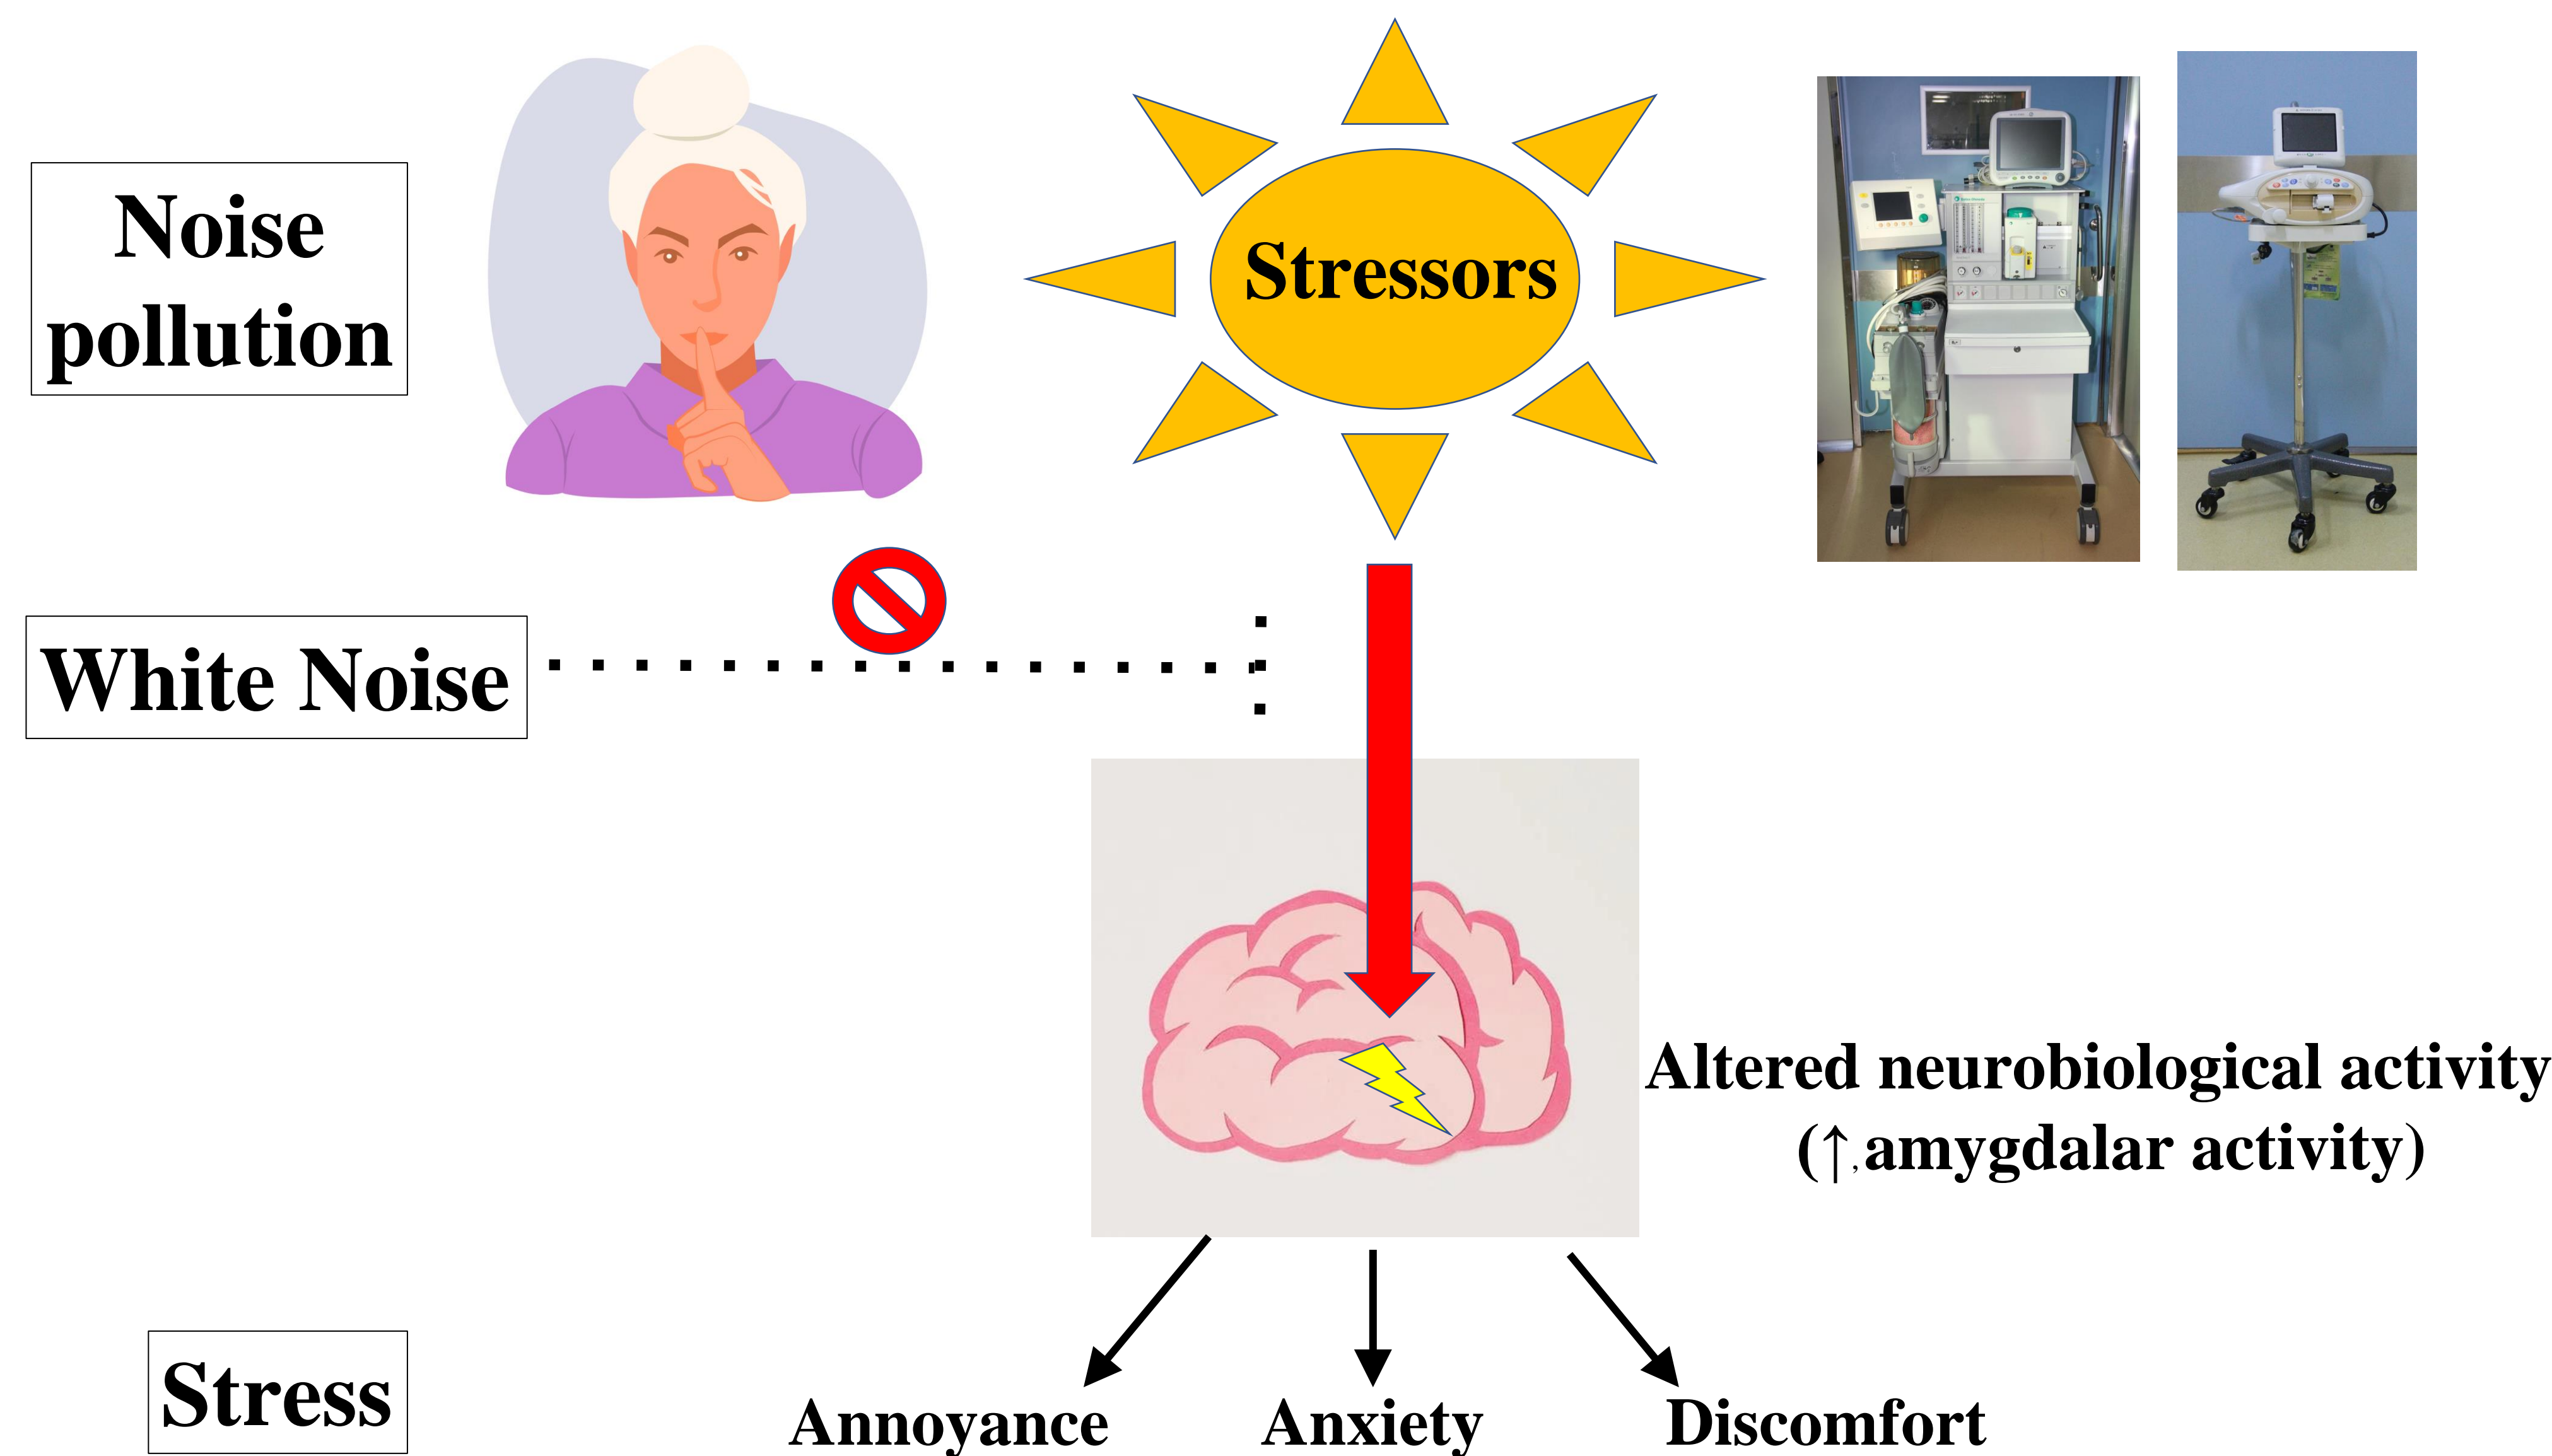 Noise
pollution
Stressors
White Noise
Altered neurobiological activity
(↑, amygdalar activity)
Stress
Annoyance
Anxiety
Discomfort